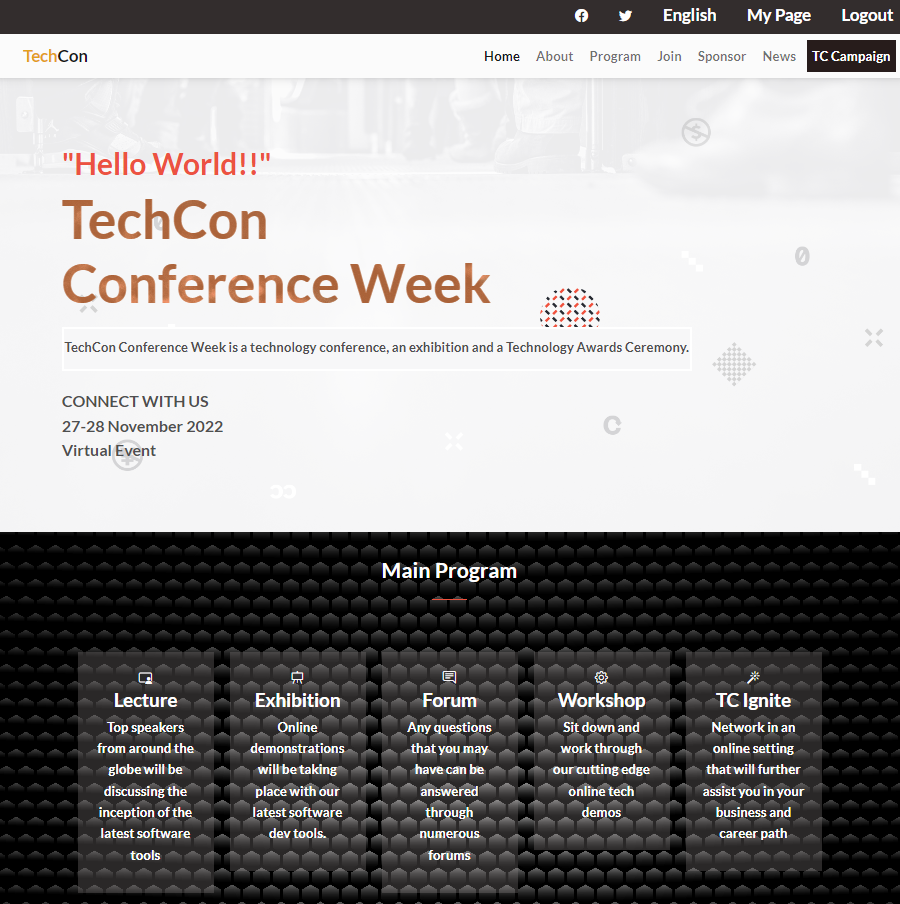 English My Page Logout
TechCon Home About Program Join Sponsor News TC Campaign
"Hello World!!"
TechCon
Conference Week
TechCon Conference Week is a technology conference, an exhibition and a Technology Awards Ceremony.
CONNECT WITH US
27-28 November 2022
Virtual Event
Main Program
Lecture
Top speakers
from around the
globe will be
discussing the
inception of the
latest software
tools
Exhibition
Online
demonstrations
will be taking
place with our
latest software
dev tools.
Forum
Any questions
that you may
have can be
answered
through
numerous
forums
Workshop
Sit down and
work through
our cutting edge
online tech
demos
TC Ignite
Network in an
online setting
that will further
assist you in your
business and
career path